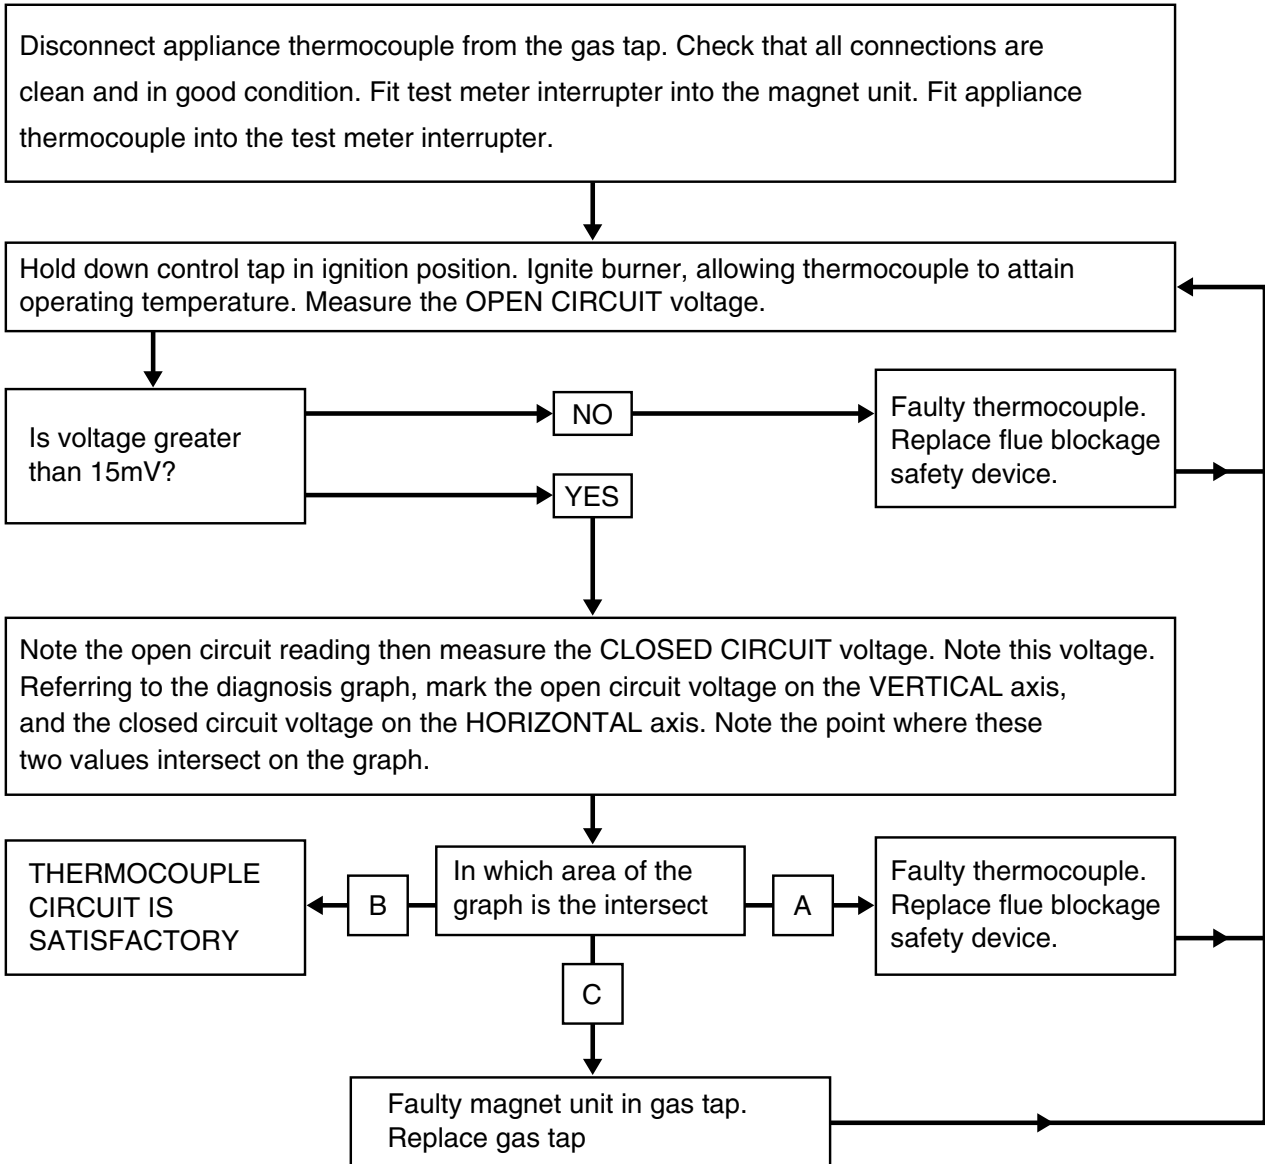 Disconnect appliance thermocouple from the gas tap. Check that all connections are
clean and in good condition. Fit test meter interrupter into the magnet unit. Fit appliance
thermocouple into the test meter interrupter.
Hold down control tap in ignition position. Ignite burner, allowing thermocouple to attain
operating temperature. Measure the OPEN CIRCUIT voltage.
Is voltage greater
than 15mV?
NO
Faulty thermocouple.
Replace flue blockage
safety device.
YES
Note the open circuit reading then measure the CLOSED CIRCUIT voltage. Note this voltage.
Referring to the diagnosis graph, mark the open circuit voltage on the VERTICAL axis,
and the closed circuit voltage on the HORIZONTAL axis. Note the point where these
two values intersect on the graph.
THERMOCOUPLE
CIRCUIT IS
SATISFACTORY
B
In which area of the
graph is the intersect
A
Faulty thermocouple.
Replace flue blockage
safety device.
C
Faulty magnet unit in gas tap.
Replace gas tap